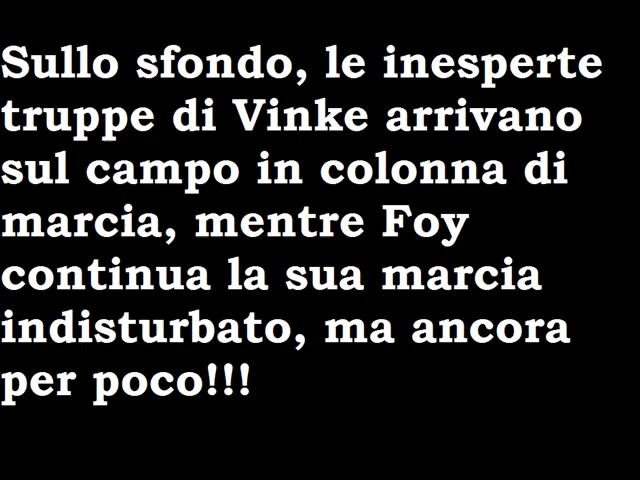 Sullo sfondo, le inesperte
truppe di Vinke arrivano
sul campo in colonna di
marcia, mentre Foy
continua la sua marcia
indisturbato, ma ancora
per poco!!!